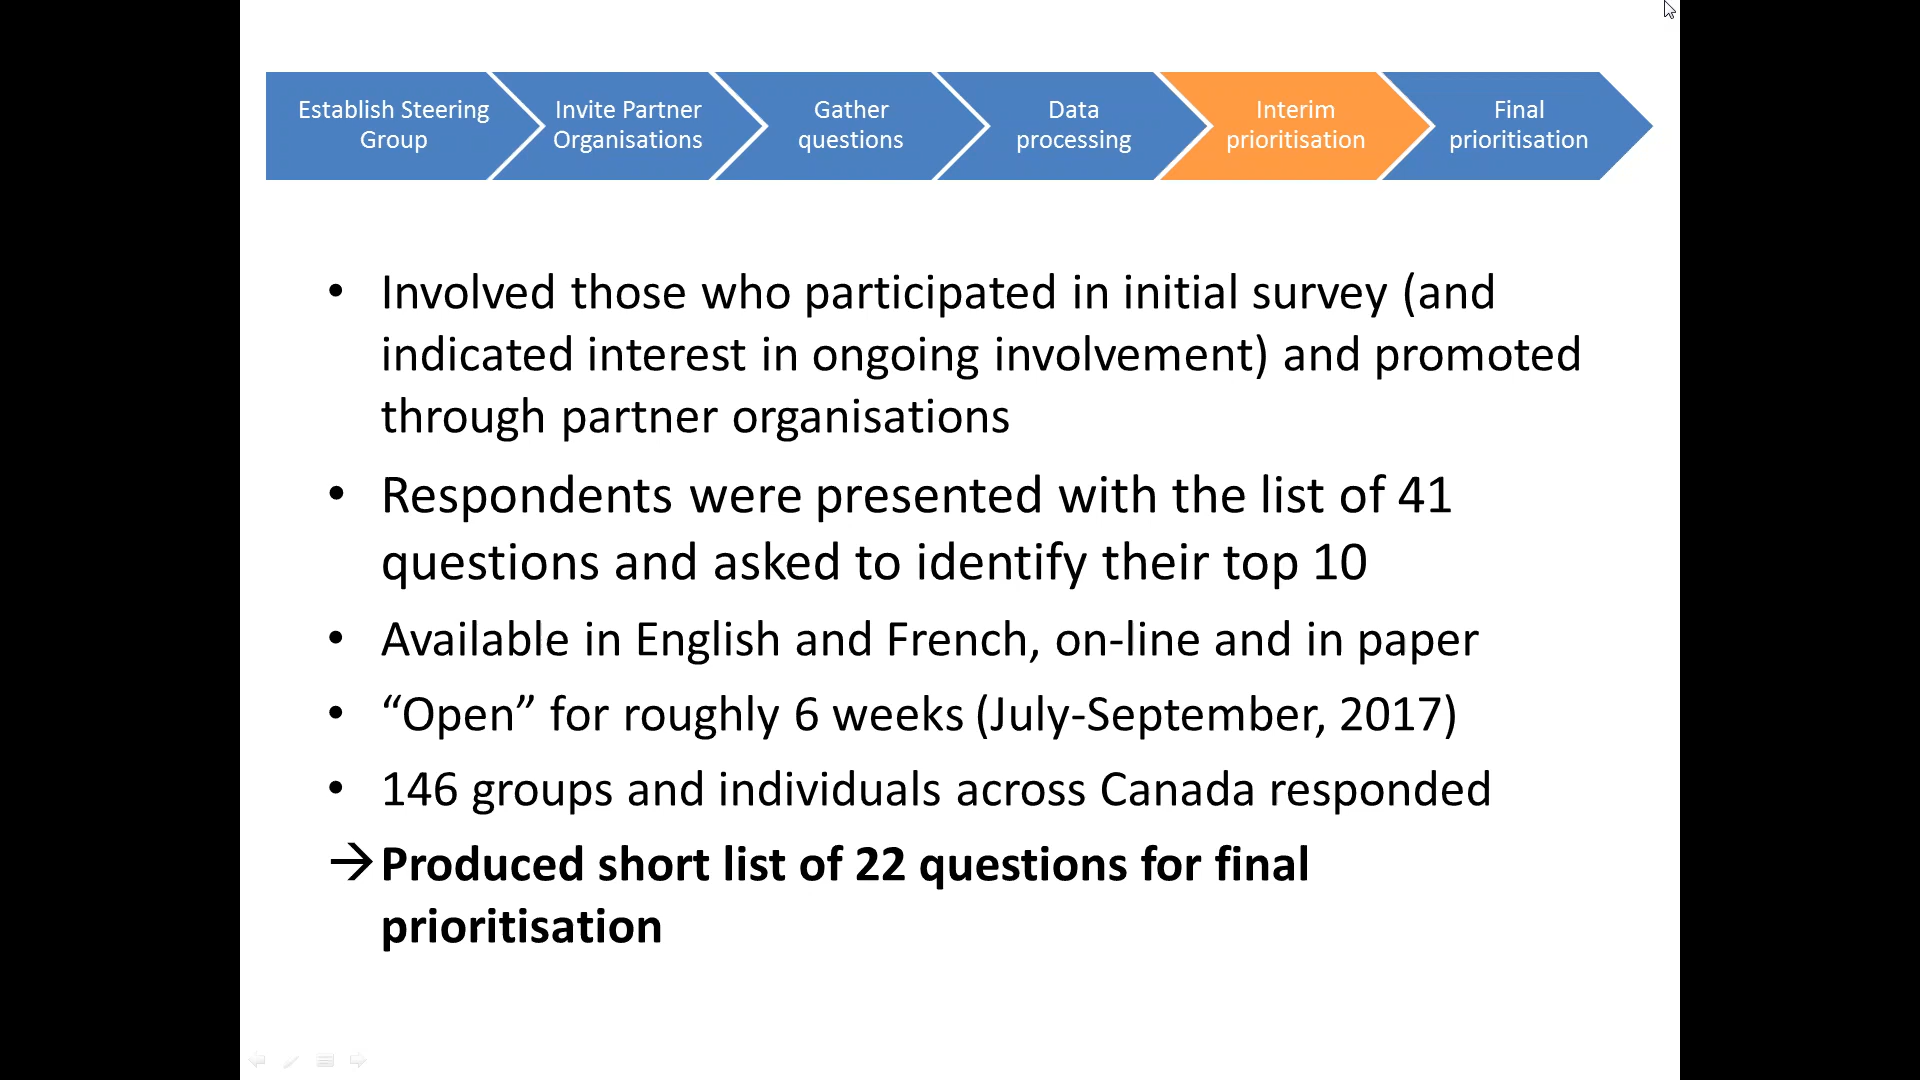 Establish Steering
Group
Invite Partner
Organisations
Gather
questions
Data
processing
Interim
prioritisation
Final
prioritisation
• Involved those who participated in initial survey (and
indicated interest in ongoing involvement) and promoted
through partner organisations
• Respondents were presented with the list of 41
questions and asked to identify their top 10
• Available in English and French, on-line and in paper
• “Open” for roughly 6 weeks (July-September, 2017)
• 146 groups and individuals across Canada responded
→ Produced short list of 22 questions for final
prioritisation